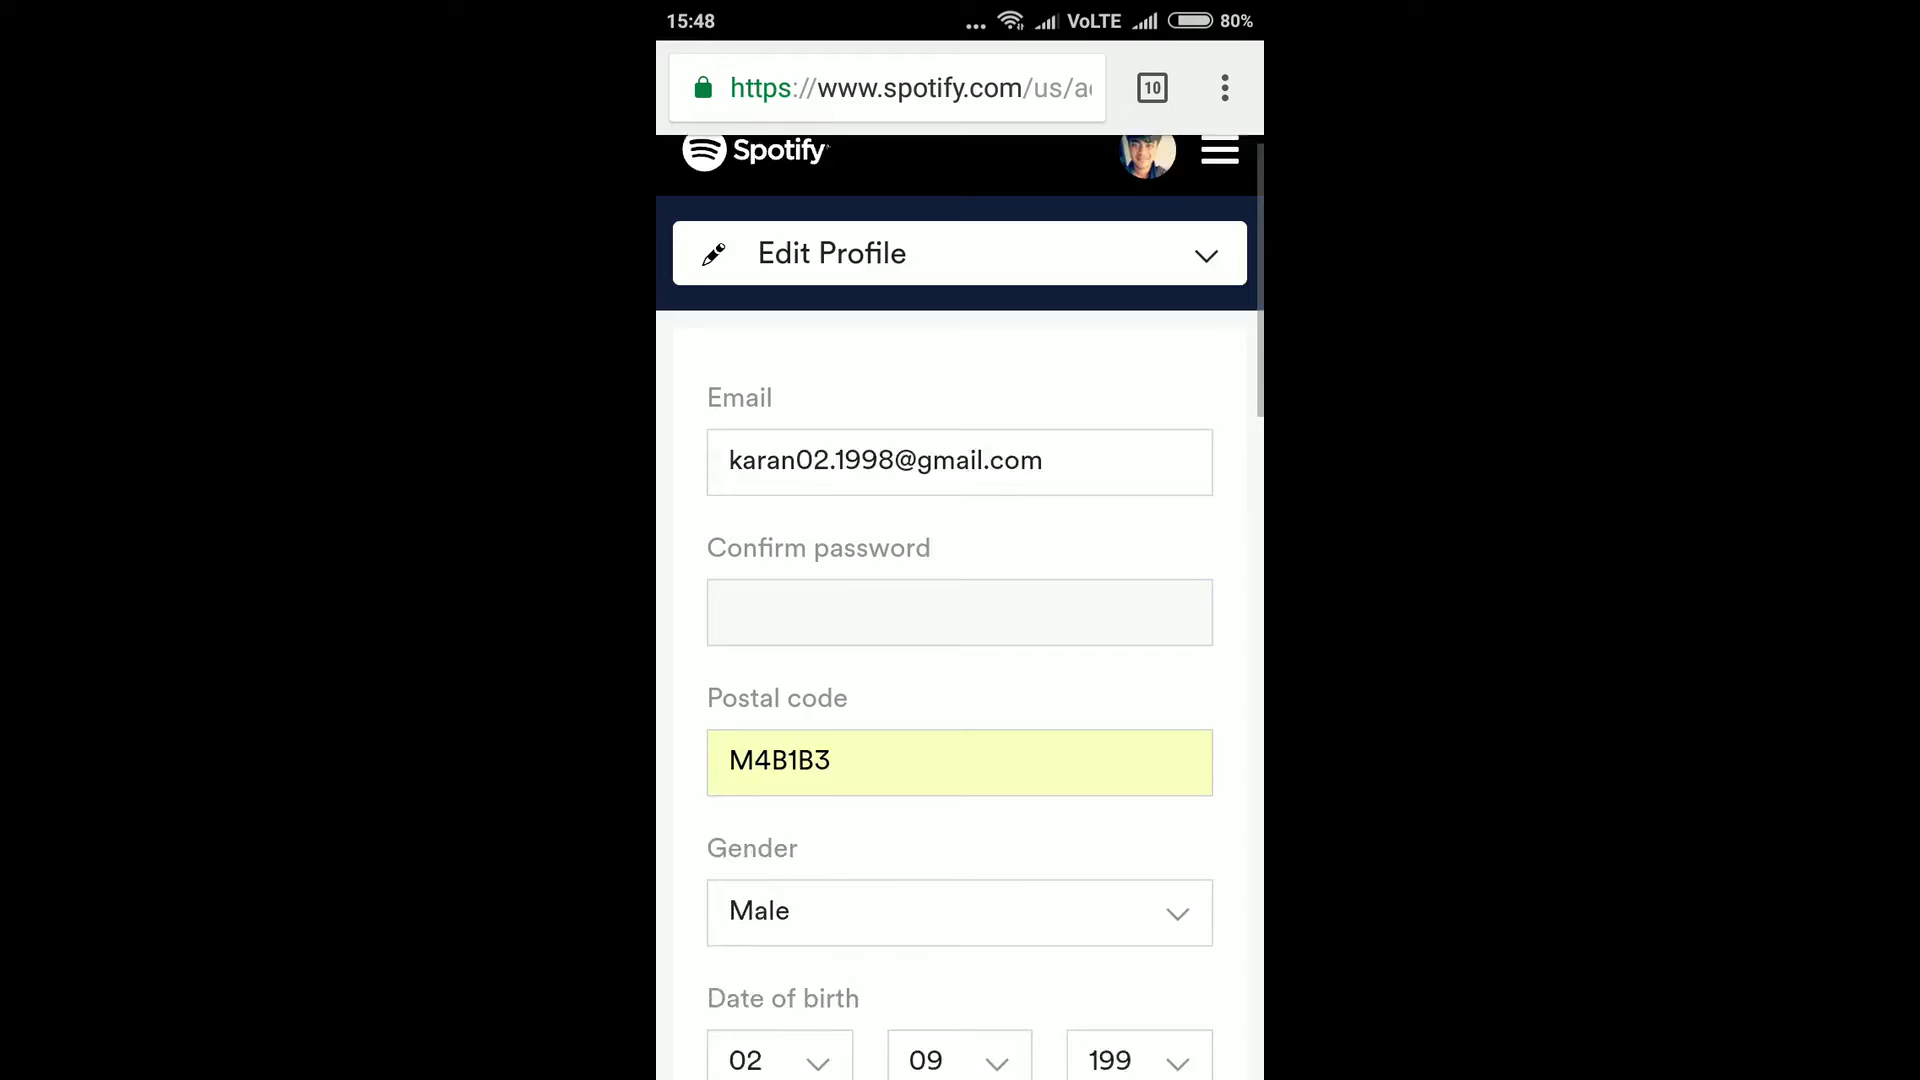 15:48
... VoLTE 80%
https://www.spotify.com/us/a
10
Spotify
Edit Profile
Email
karan02.1998@gmail.com
Confirm password
Postal code
M4B1B3
Gender
Male
Date of birth
02 09 199